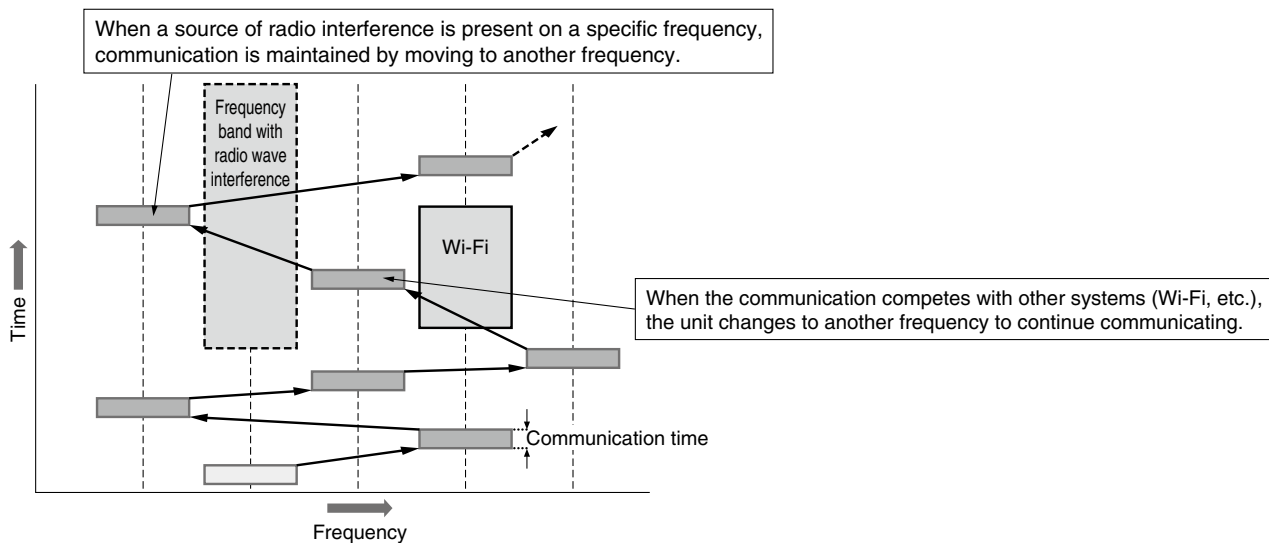 When a source of radio interference is present on a specific frequency,
communication is maintained by moving to another frequency.
Frequency
band with
radio wave
interference
Wi-Fi
When the communication competes with other systems (Wi-Fi, etc.),
the unit changes to another frequency to continue communicating.
Time
Communication time
Frequency